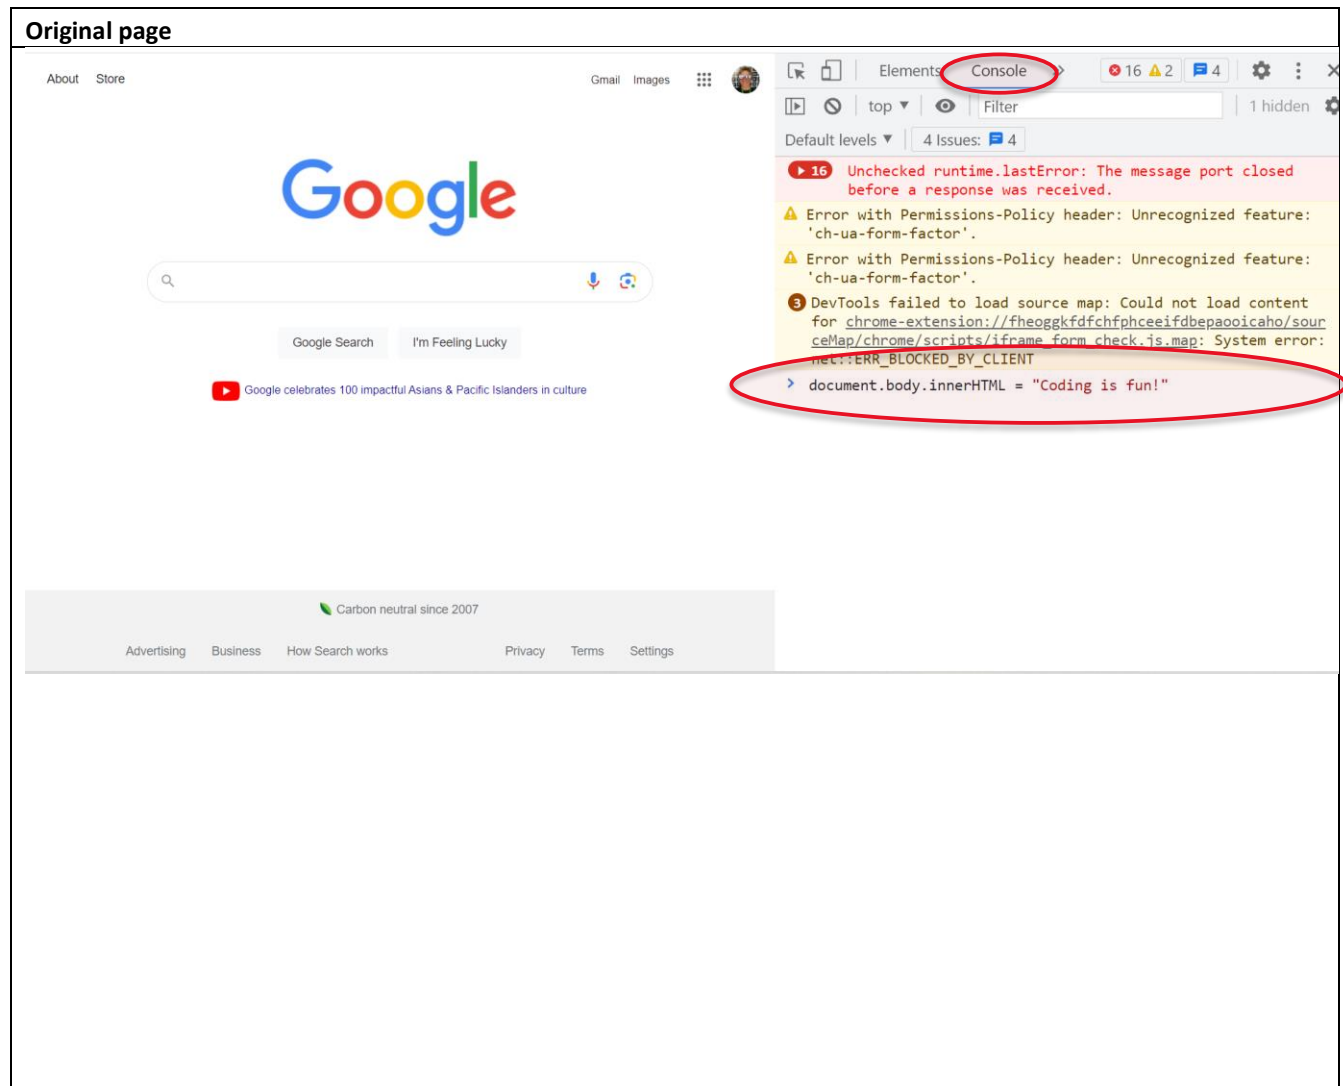 Original page
About Store
Gmail Images
Google
Google Search I'm Feeling Lucky
Google celebrates 100 impactful Asians & Pacific Islanders in culture
Carbon neutral since 2007
Advertising Business How Search works Privacy Terms Settings
Elements Console » 16 2 4
top ▼ Filter 1 hidden
Default levels ▼ 4 Issues: 4
16 Unchecked runtime.lastError: The message port closed
before a response was received.
Error with Permissions-Policy header: Unrecognized feature:
'ch-ua-form-factor'.
Error with Permissions-Policy header: Unrecognized feature:
'ch-ua-form-factor'.
3 DevTools failed to load source map: Could not load content
for chrome-extension://fheoggkfdfchfphceeifdbepaooicaho/sour
ceMap/chrome/scripts/iframe_form_check.js.map: System error:
net::ERR_BLOCKED_BY_CLIENT
> document.body.innerHTML = "Coding is fun!"